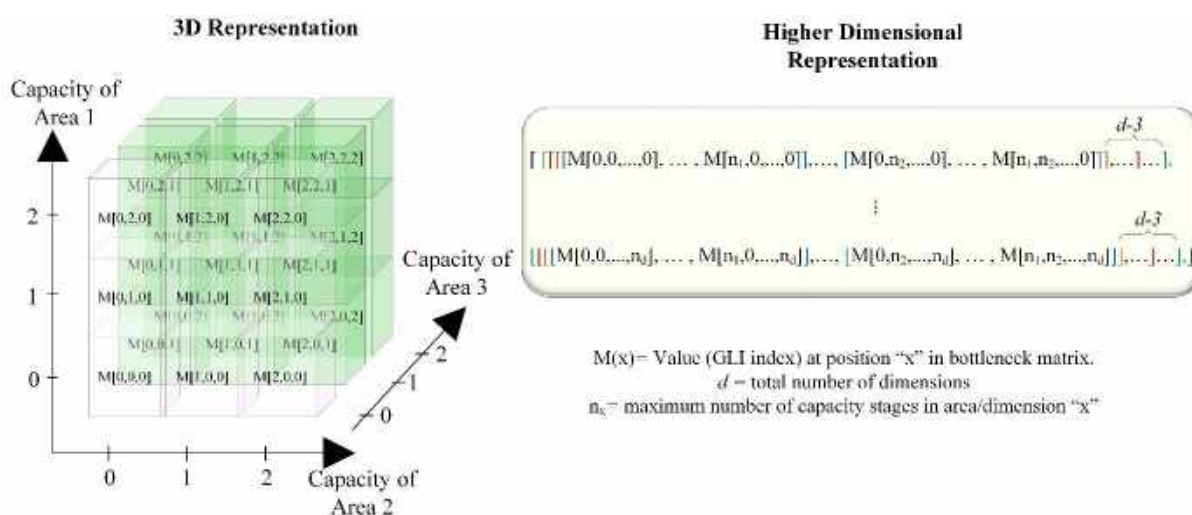 3D Representation
Capacity of
Area 1
2
1
0
M[0,2,2] M[1,2,2] M[2,2,2]
M[0,2,1] M[1,2,1] M[2,2,1]
M[0,2,0] M[1,2,0] M[2,2,0]
M[2,1,2]
M[0,1,1] M[1,1,1] M[2,1,1]
M[0,1,0] M[1,1,0] M[2,1,0]
M[2,0,2]
M[0,0,1] M[1,0,1] M[2,0,1]
M[0,0,0] M[1,0,0] M[2,0,0]
Capacity of
Area 3
2
1
0
0 1 2
Capacity of
Area 2
Higher Dimensional
Representation
d-3
[[[[[[M[0,0,...,0], ... , M[n₁,0,...,0]],..., [M[0,n₂,...,0], ... , M[n₁,n₂,...,0]]],...],...],
⋮
d-3
[[[[M[0,0,...,n_d], ... , M[n₁,0,...,n_d]],..., [M[0,n₂,...,n_d], ... , M[n₁,n₂,...,n_d]]],...],...],]
M(x) = Value (GLI index) at position "x" in bottleneck matrix.
d = total number of dimensions
nₓ = maximum number of capacity stages in area/dimension "x"